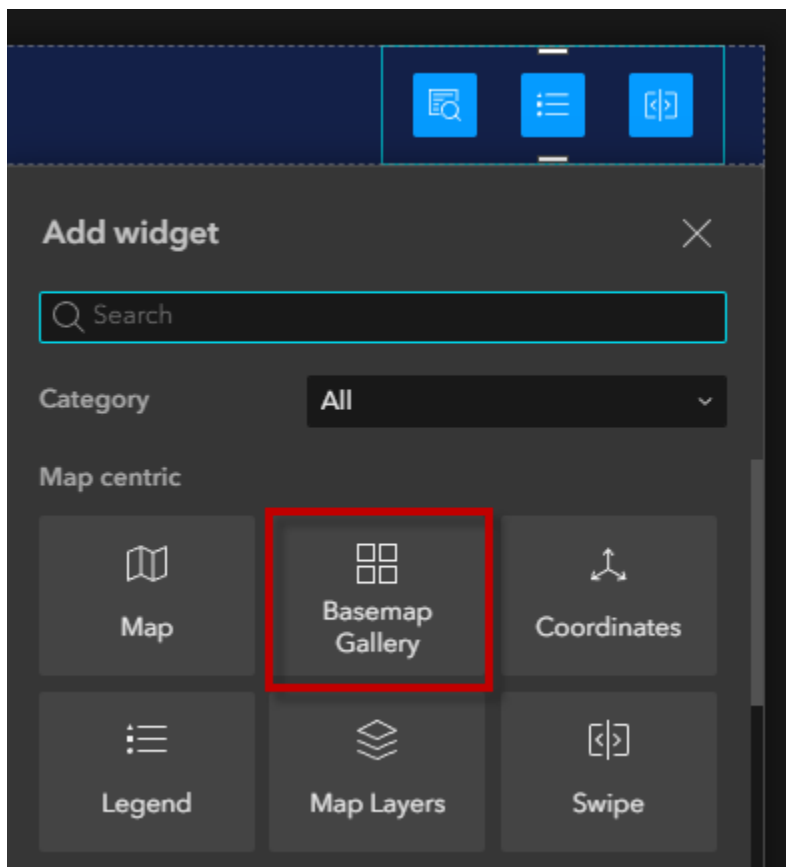 Add widget
Search
Category
All
Map centric
Map
Basemap
Gallery
Coordinates
Legend
Map Layers
Swipe